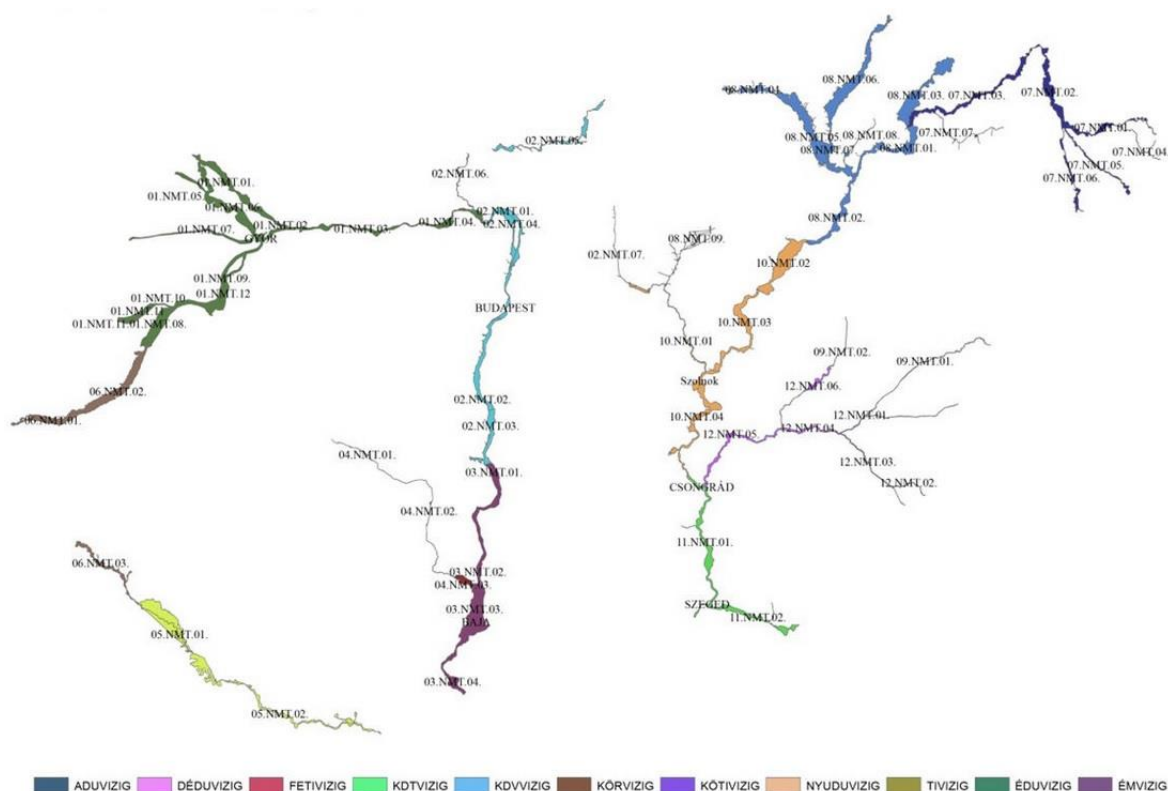 08.NMT.06.
08.NMT.04.
08.NMT.03.
07.NMT.03.
07.NMT.02.
08.NMT.05.
08.NMT.08.
07.NMT.07.
07.NMT.01.
02.NMT.05.
08.NMT.07.
08.NMT.01.
07.NMT.04.
02.NMT.06.
07.NMT.05.
07.NMT.06.
01.NMT.01.
01.NMT.05.
01.NMT.06.
02.NMT.01.
01.NMT.04.
02.NMT.04.
08.NMT.02.
01.NMT.02.
01.NMT.07.
GYŐR
01.NMT.03.
08.NMT.09.
02.NMT.07.
10.NMT.02
01.NMT.09.
01.NMT.12
01.NMT.10.
01.NMT.11
01.NMT.11.
01.NMT.08.
BUDAPEST
10.NMT.03
10.NMT.01
09.NMT.02.
09.NMT.01.
Szolnok
12.NMT.06.
06.NMT.02.
06.NMT.01.
02.NMT.02.
02.NMT.03.
10.NMT.04
12.NMT.01.
12.NMT.05.
12.NMT.04.
04.NMT.01.
03.NMT.01.
12.NMT.03.
12.NMT.02.
CSONGRÁD
04.NMT.02.
11.NMT.01.
06.NMT.03.
03.NMT.02.
04.NMT.03.
03.NMT.03.
BAJA
SZEGED
11.NMT.02.
05.NMT.01.
03.NMT.04.
05.NMT.02.
ADUVIZIG DÉDUVIZIG FETIVIZIG KDTVIZIG KDVVIZIG KÖRVIZIG KÖTIVIZIG NYUDUVIZIG TIVIZIG ÉDUVIZIG ÉMVIZIG